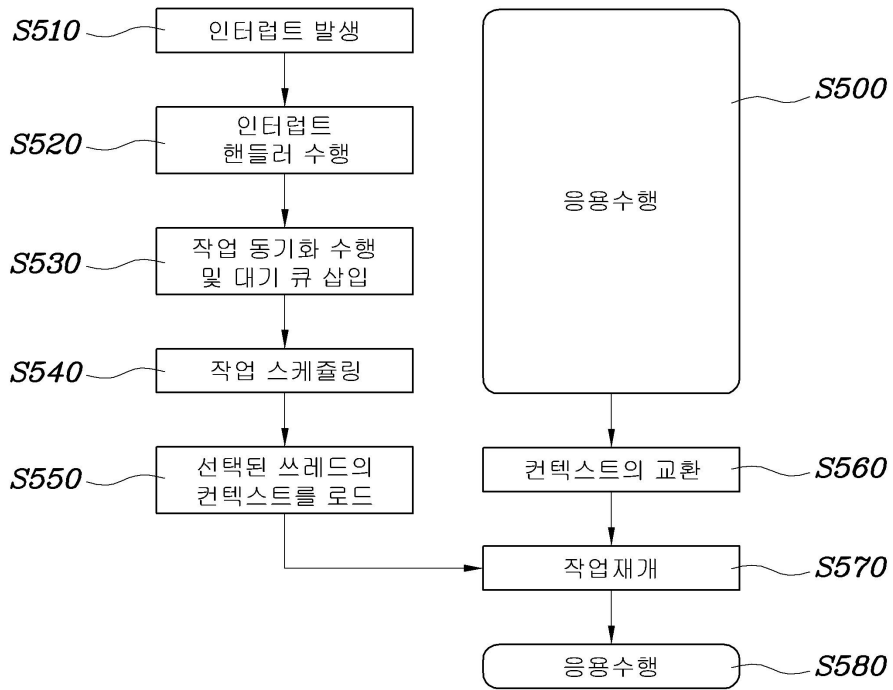 S510
인터럽트 발생
S520
인터럽트
핸들러 수행
S530
작업 동기화 수행
및 대기 큐 삽입
S540
작업 스케쥴링
S550
선택된 쓰레드의
컨텍스트를 로드
응용수행
S500
컨텍스트의 교환
S560
작업재개
S570
응용수행
S580